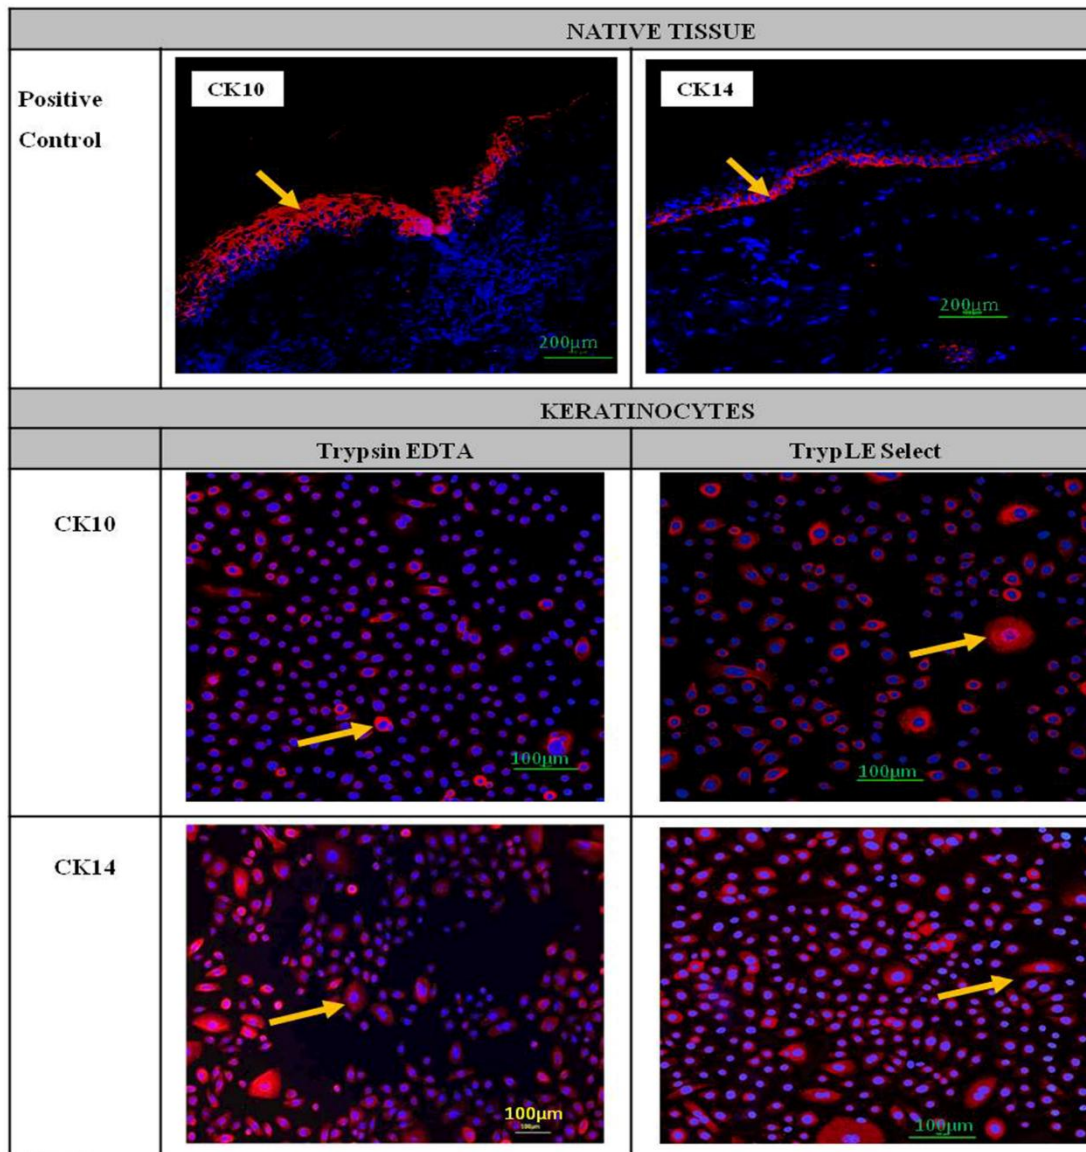 NATIVE TISSUE
Positive
Control
CK10
CK14
200μm
200μm
KERATINOCYTES
Trypsin EDTA
TrypLE Select
CK10
100μm
100μm
CK14
100μm
100μm
100μm